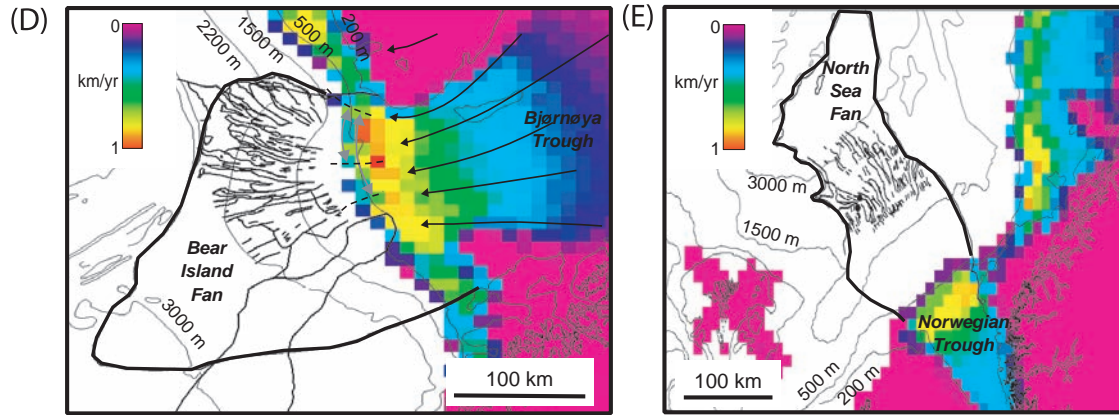 (D)
0
km/yr
1
2200 m
1500 m
500 m
200 m
Bjørnøya
Trough
Bear
Island
Fan
3000 m
100 km
(E)
0
km/yr
1
North
Sea
Fan
3000 m
1500 m
Norwegian
Trough
500 m
200 m
100 km